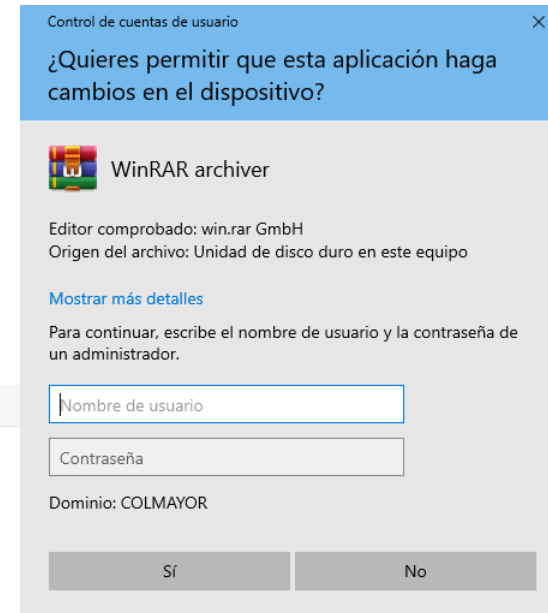 Control de cuentas de usuario
¿Quieres permitir que esta aplicación haga
cambios en el dispositivo?
WinRAR archiver
Editor comprobado: win.rar GmbH
Origen del archivo: Unidad de disco duro en este equipo
Mostrar más detalles
Para continuar, escribe el nombre de usuario y la contraseña de
un administrador.
Nombre de usuario
Contraseña
Dominio: COLMAYOR
Sí
No